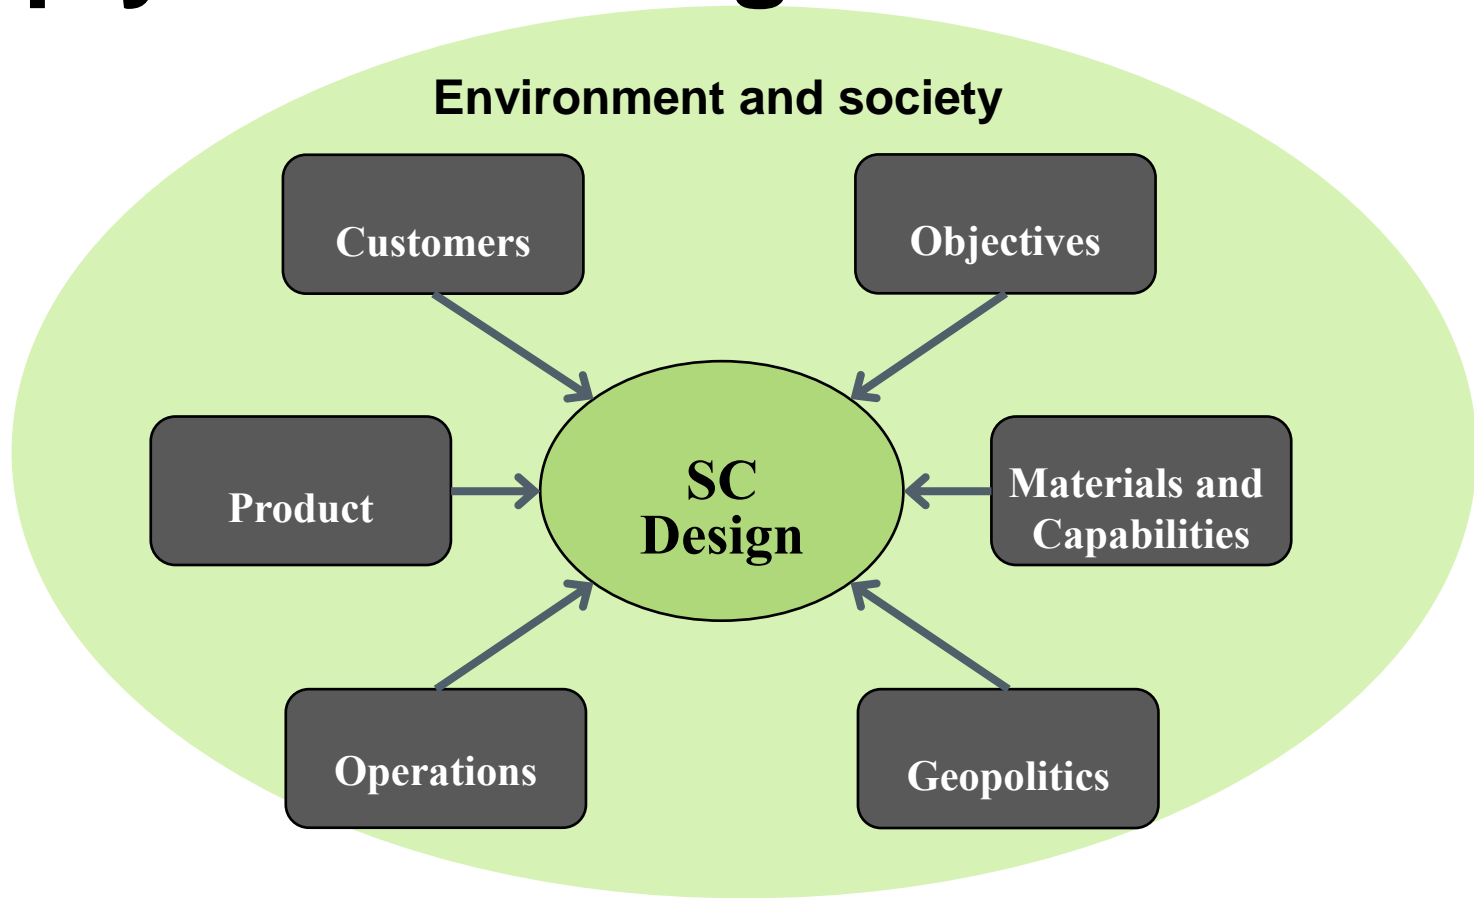 Environment and society
Customers
Objectives
Product
SC
Design
Materials and
Capabilities
Operations
Geopolitics